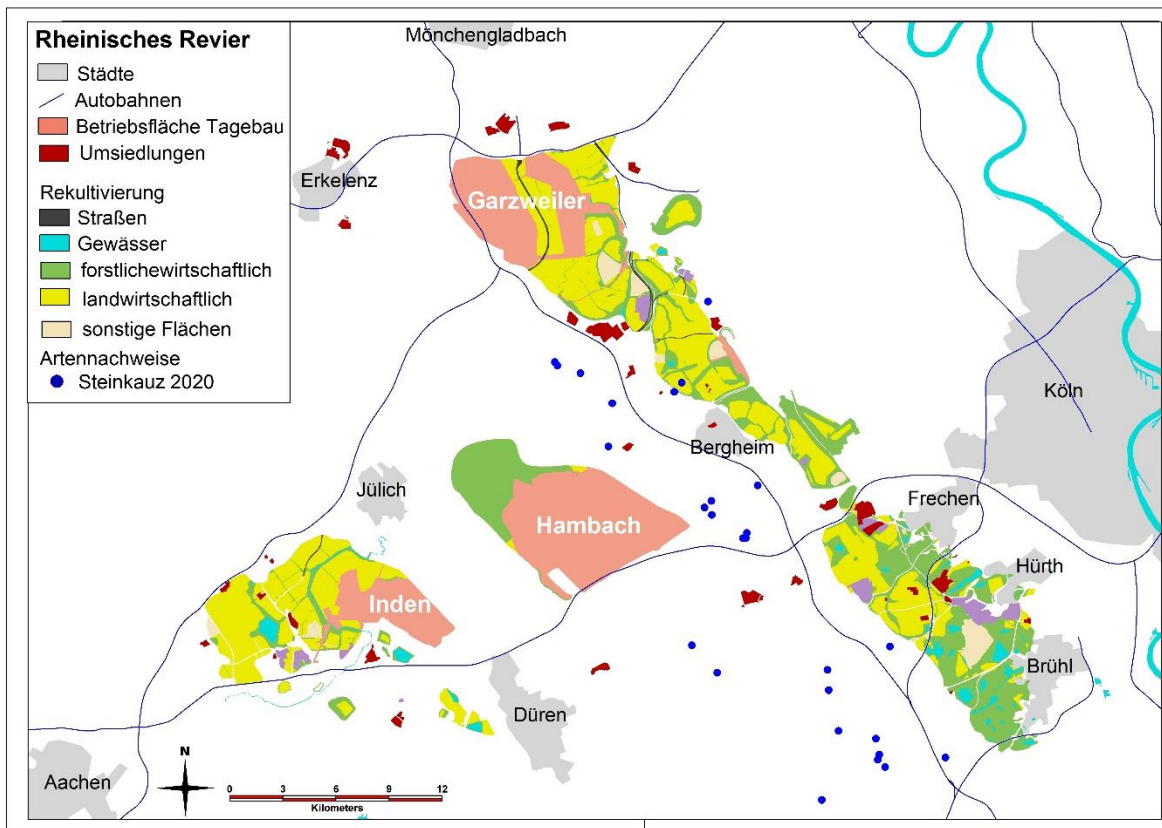 Rheinisches Revier
Städte
Autobahnen
Betriebsfläche Tagebau
Umsiedlungen
Rekultivierung
Straßen
Gewässer
forstlichewirtschaftlich
landwirtschaftlich
sonstige Flächen
Artennachweise
Steinkauz 2020
Mönchengladbach
Erkelenz
Garzweiler
Köln
Bergheim
Jülich
Frechen
Hambach
Hürth
Inden
Brühl
Düren
Aachen
N
0 3 6 9 12
Kilometers